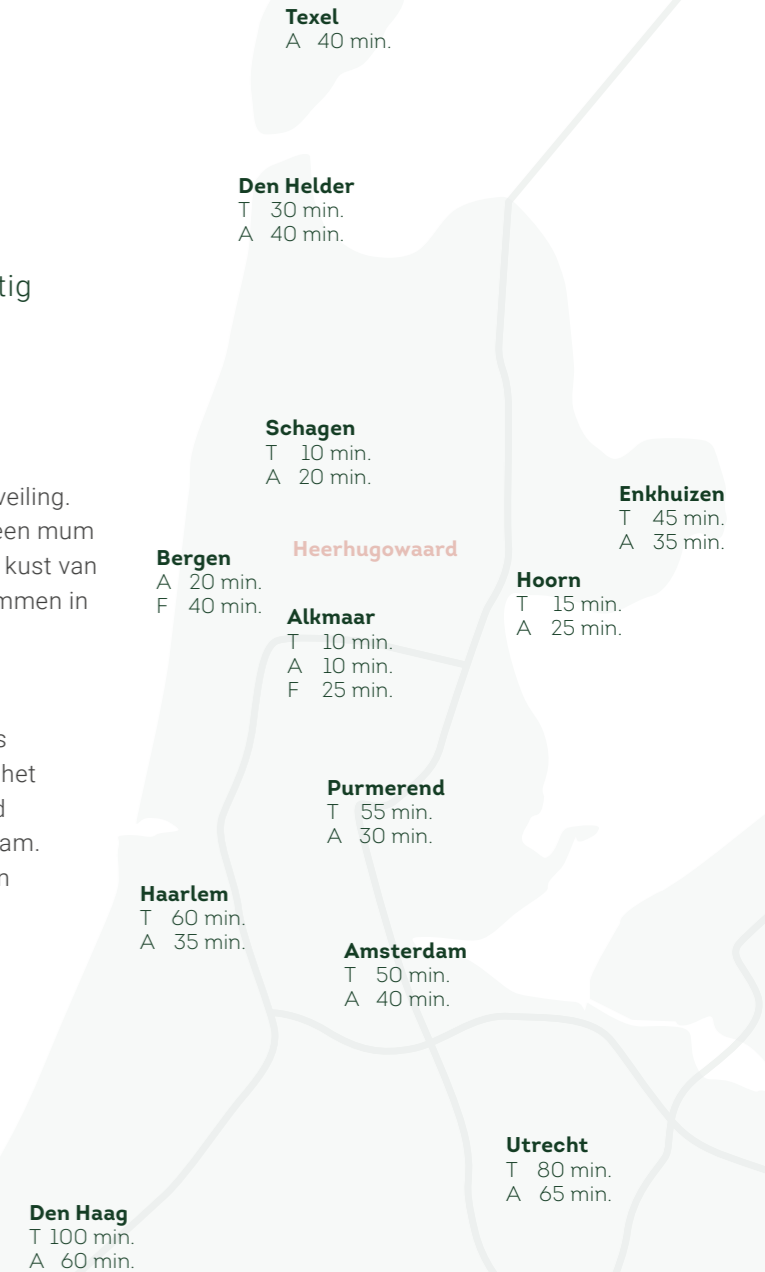 Texel
A 40 min.
Den Helder
T 30 min.
A 40 min.
tig
Schagen
T 10 min.
A 20 min.
veiling.
een mum
kust van
mmen in
Enkhuizen
T 45 min.
A 35 min.
Heerhugowaard
Bergen
A 20 min.
F 40 min.
Hoorn
T 15 min.
A 25 min.
Alkmaar
T 10 min.
A 10 min.
F 25 min.
s
het
d
am.
n
Purmerend
T 55 min.
A 30 min.
Haarlem
T 60 min.
A 35 min.
Amsterdam
T 50 min.
A 40 min.
Utrecht
T 80 min.
A 65 min.
Den Haag
T 100 min.
A 60 min.